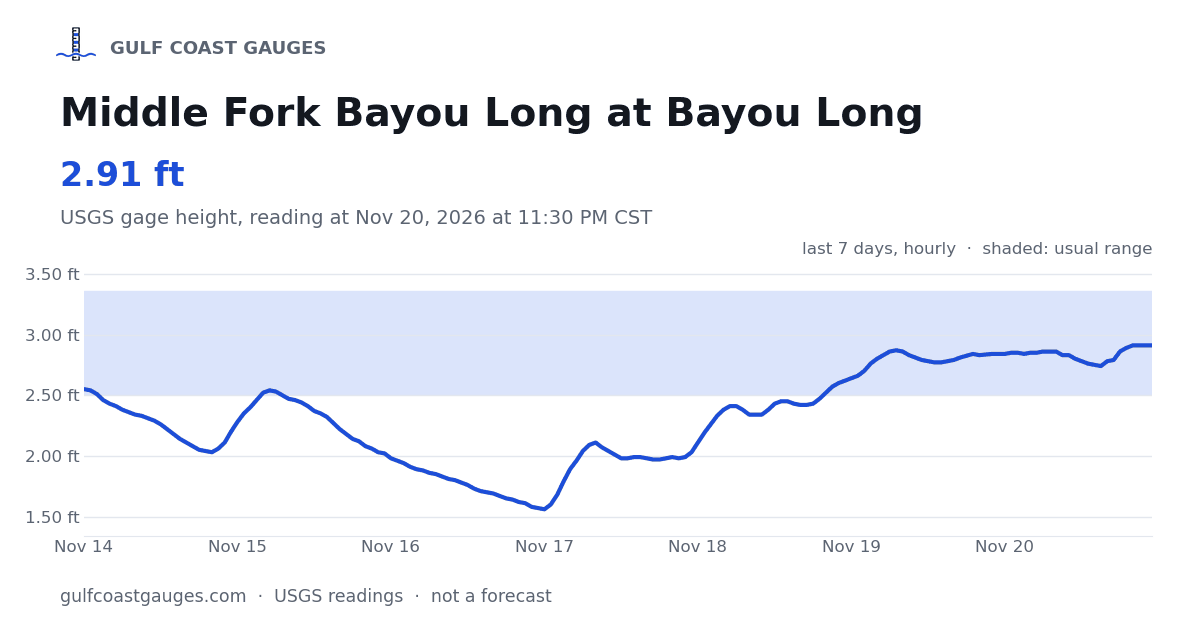 GULF COAST GAUGES
Middle Fork Bayou Long at Bayou Long
2.91 ft
USGS gage height, reading at Nov 20, 2026 at 11:30 PM CST
last 7 days, hourly · shaded: usual range
3.50 ft
3.00 ft
2.50 ft
2.00 ft
1.50 ft
Nov 14 Nov 15 Nov 16 Nov 17 Nov 18 Nov 19 Nov 20
gulfcoastgauges.com · USGS readings · not a forecast